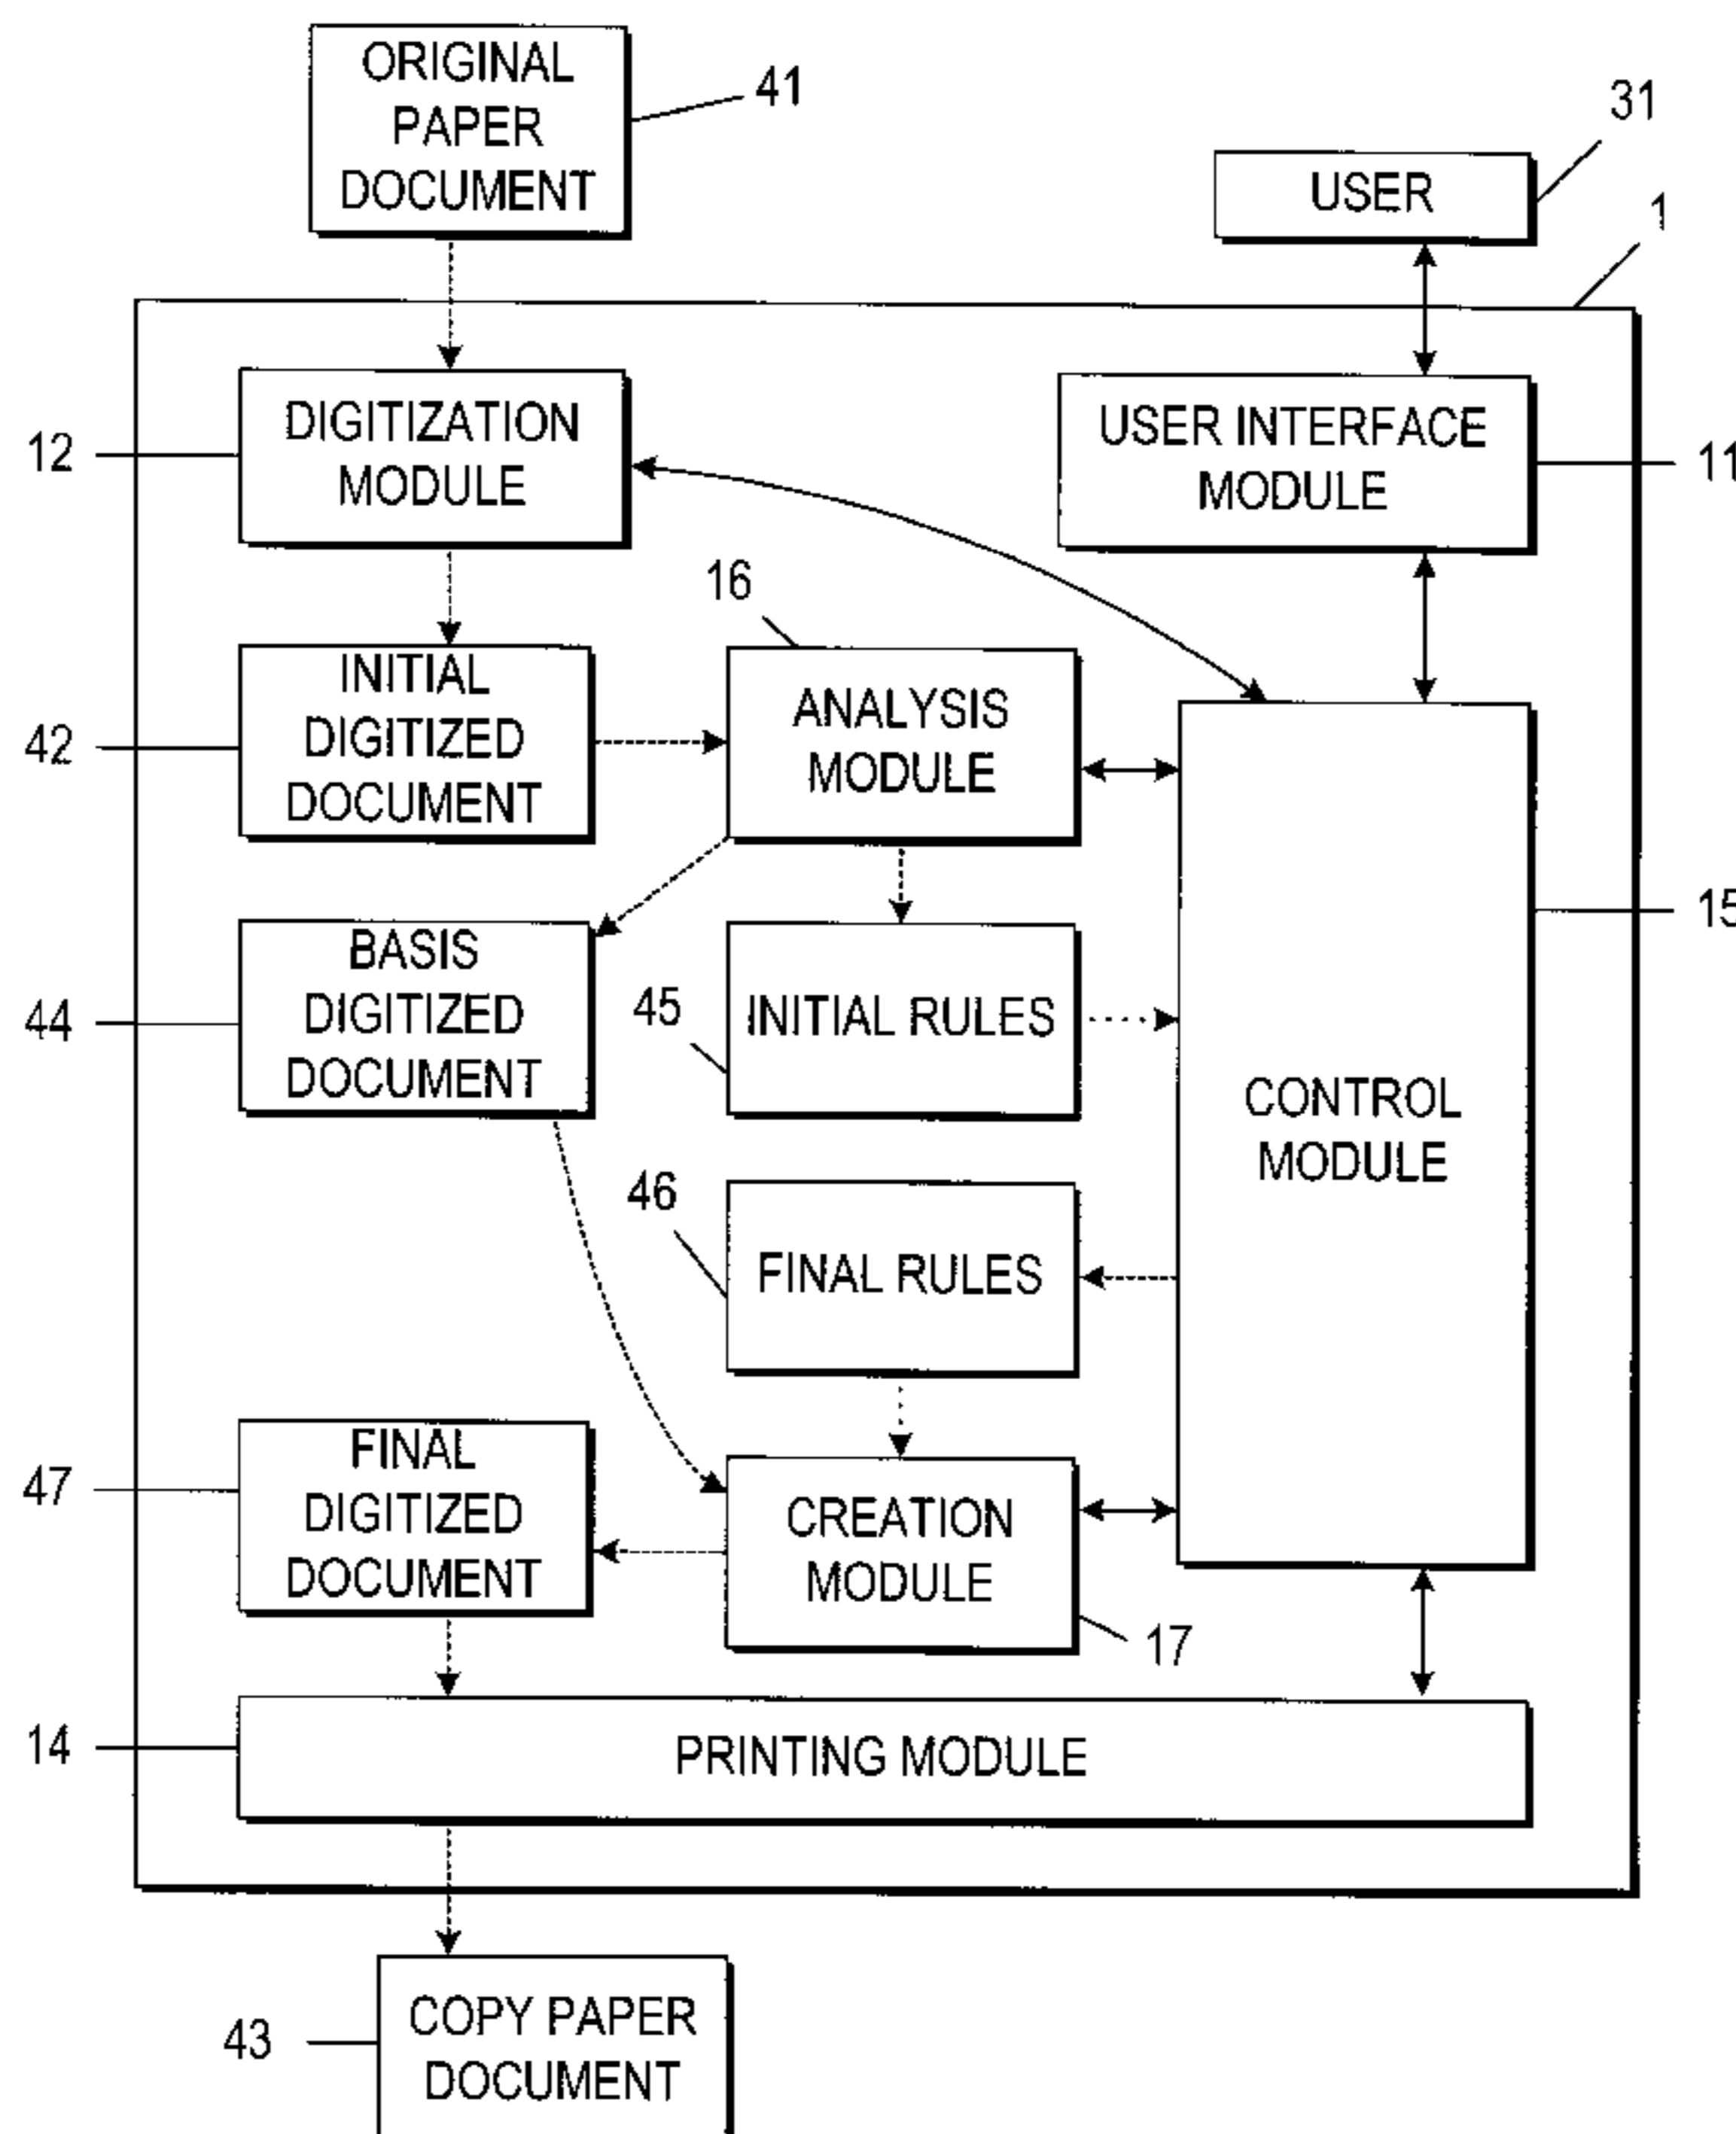 ORIGINAL
PAPER
DOCUMENT
41
31
USER
1
DIGITIZATION
MODULE
12
USER INTERFACE
MODULE
11
16
INITIAL
DIGITIZED
DOCUMENT
42
ANALYSIS
MODULE
15
BASIS
DIGITIZED
DOCUMENT
44
45
INITIAL RULES
CONTROL
MODULE
46
FINAL RULES
FINAL
DIGITIZED
DOCUMENT
47
CREATION
MODULE
17
14
PRINTING MODULE
COPY PAPER
DOCUMENT
43